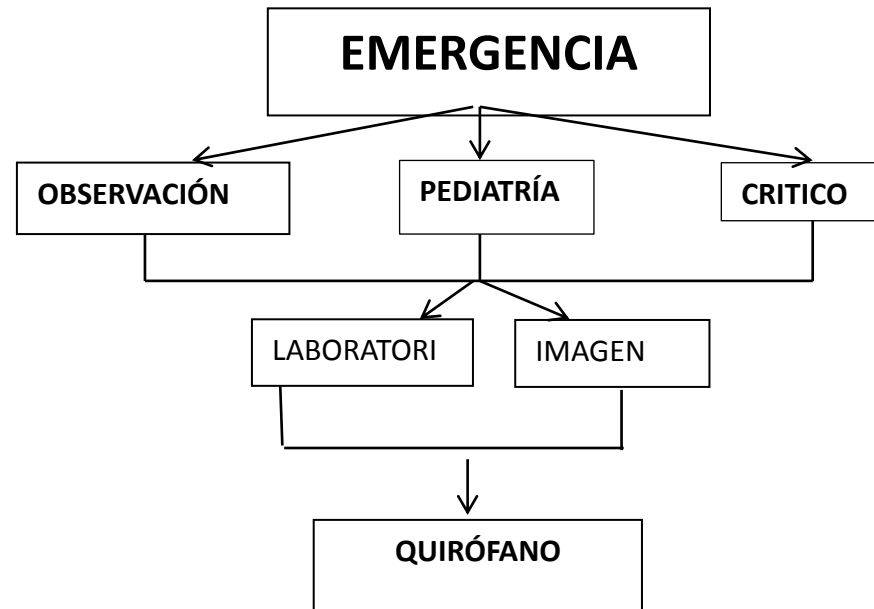 EMERGENCIA
OBSERVACIÓN
PEDIATRÍA
CRITICO
LABORATORI
IMAGEN
QUIRÓFANO